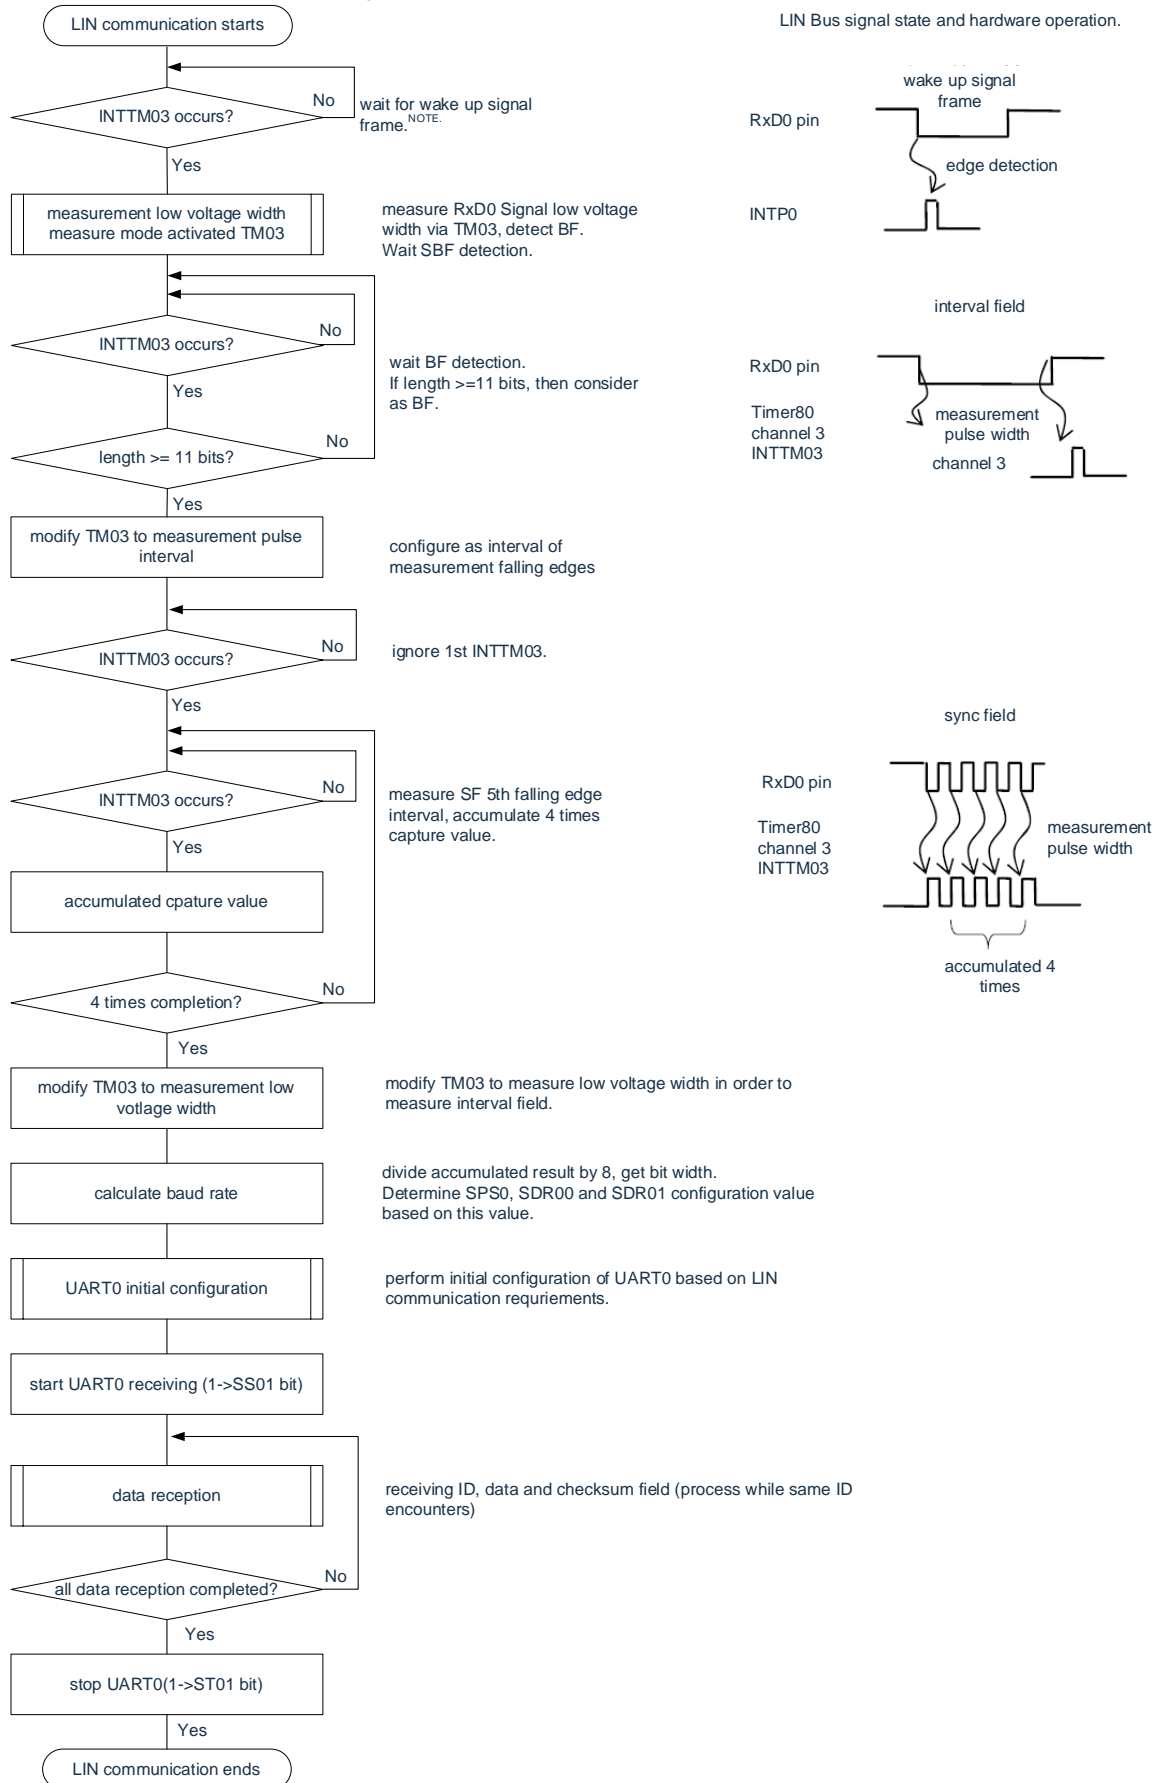 LIN communication starts
LIN Bus signal state and hardware operation.
INTTM03 occurs?
No
wait for wake up signal
frame.NOTE.
Yes
wake up signal
frame
RxD0 pin
edge detection
INTP0
measurement low voltage width
measure mode activated TM03
measure RxD0 Signal low voltage
width via TM03, detect BF.
Wait SBF detection.
INTTM03 occurs?
No
Yes
wait BF detection.
If length >=11 bits, then consider
as BF.
interval field
RxD0 pin
Timer80
channel 3
INTTM03
measurement
pulse width
channel 3
length >= 11 bits?
No
Yes
modify TM03 to measurement pulse
interval
configure as interval of
measurement falling edges
INTTM03 occurs?
No
ignore 1st INTTM03.
Yes
sync field
RxD0 pin
Timer80
channel 3
INTTM03
measurement
pulse width
accumulated 4
times
INTTM03 occurs?
No
measure SF 5th falling edge
interval, accumulate 4 times
capture value.
Yes
accumulated cpature value
4 times completion?
No
Yes
modify TM03 to measurement low
votlage width
modify TM03 to measure low voltage width in order to
measure interval field.
calculate baud rate
divide accumulated result by 8, get bit width.
Determine SPS0, SDR00 and SDR01 configuration value
based on this value.
UART0 initial configuration
perform initial configuration of UART0 based on LIN
communication requriements.
start UART0 receiving (1->SS01 bit)
data reception
receiving ID, data and checksum field (process while same ID
encounters)
all data reception completed?
No
Yes
stop UART0(1->ST01 bit)
Yes
LIN communication ends